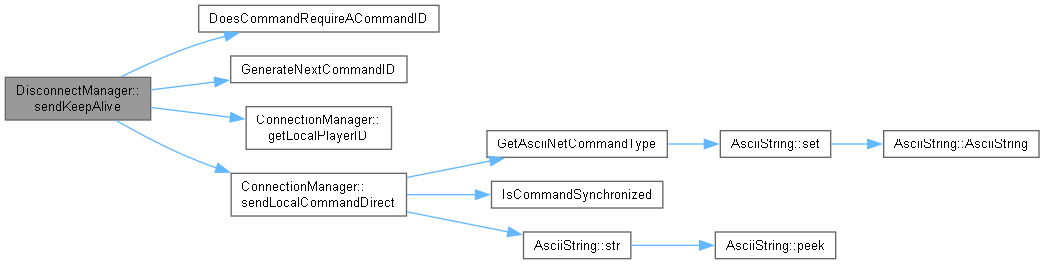 DoesCommandRequireACommandID
GenerateNextCommandID
DisconnectManager::
sendKeepAlive
ConnectionManager::
getLocalPlayerID
GetAsciiNetCommandType
AsciiString::set
AsciiString::AsciiString
ConnectionManager::
sendLocalCommandDirect
IsCommandSynchronized
AsciiString::str
AsciiString::peek